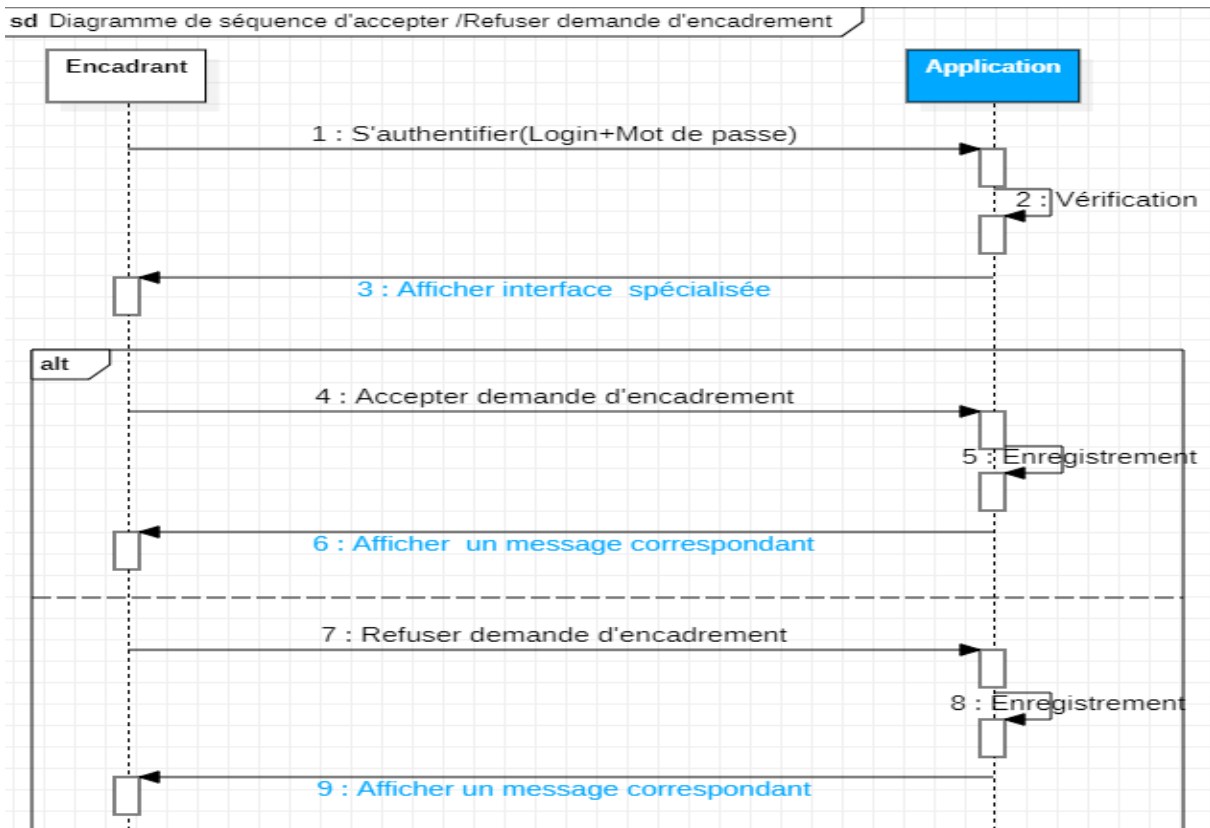 sd Diagramme de séquence d'accepter /Refuser demande d'encadrement
Encadrant
Application
1 : S'authentifier(Login+Mot de passe)
2 : Vérification
3 : Afficher interface spécialisée
alt
4 : Accepter demande d'encadrement
5 : Enregistrement
6 : Afficher un message correspondant
7 : Refuser demande d'encadrement
8 : Enregistrement
9 : Afficher un message correspondant